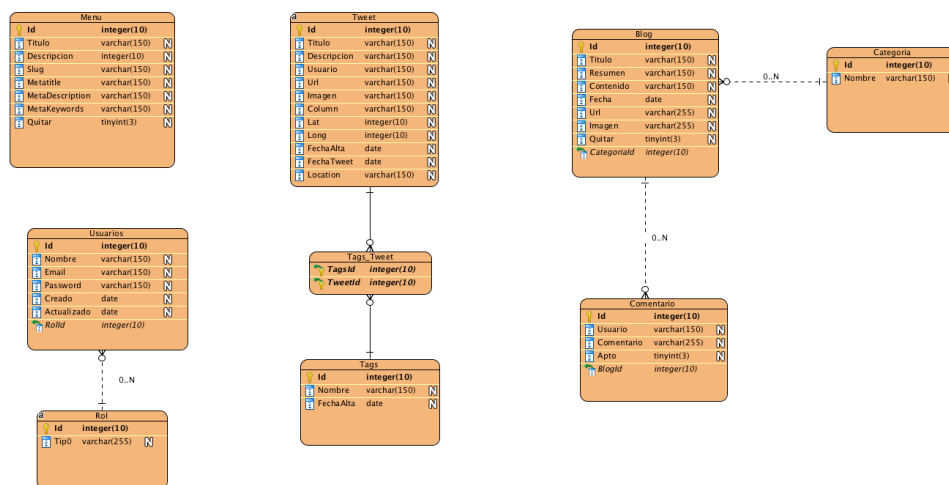 Menu
Id integer(10)
Titulo varchar(150) N
Descripcion integer(10) N
Slug varchar(150) N
Metatitle varchar(150) N
MetaDescription varchar(150) N
MetaKeywords varchar(150) N
Quitar tinyint(3) N
a Tweet
Id integer(10)
Titulo varchar(150) N
Descripcion varchar(150) N
Usuario varchar(150) N
Url varchar(150) N
Imagen varchar(150) N
Column varchar(150) N
Lat integer(10) N
Long integer(10) N
FechaAlta date N
FechaTweet date N
Location varchar(150) N
Blog
Id integer(10)
Titulo varchar(150) N
Resumen varchar(150) N
Contenido varchar(150) N
Fecha date N
Url varchar(255) N
Imagen varchar(255) N
Quitar tinyint(3) N
CategoriaId integer(10)
0..N
Categoria
Id integer(10)
Nombre varchar(150)
Usuarios
Id integer(10)
Nombre varchar(150) N
Email varchar(150) N
Password varchar(150) N
Creado date N
Actualizado date N
RolId integer(10)
0..N
a Rol
Id integer(10)
Tip0 varchar(255) N
Tags_Tweet
TagsId integer(10)
TweetId integer(10)
Tags
Id integer(10)
Nombre varchar(150) N
FechaAlta date N
0..N
Comentario
Id integer(10)
Usuario varchar(150) N
Comentario varchar(255) N
Apto tinyint(3) N
BlogId integer(10)